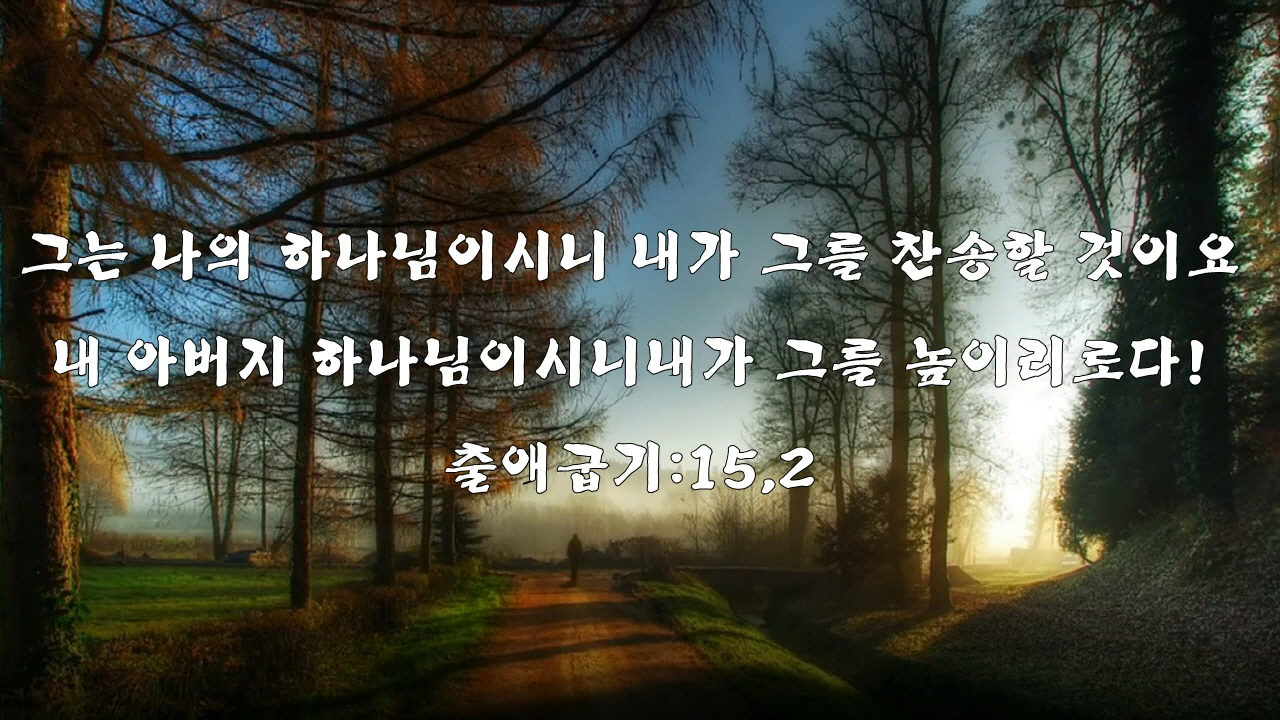 그는 나의 하나님이시니 내가 그를 찬송할 것이요
내 아버지 하나님이시니내가 그를 높이리로다!
출애굽기:15,2